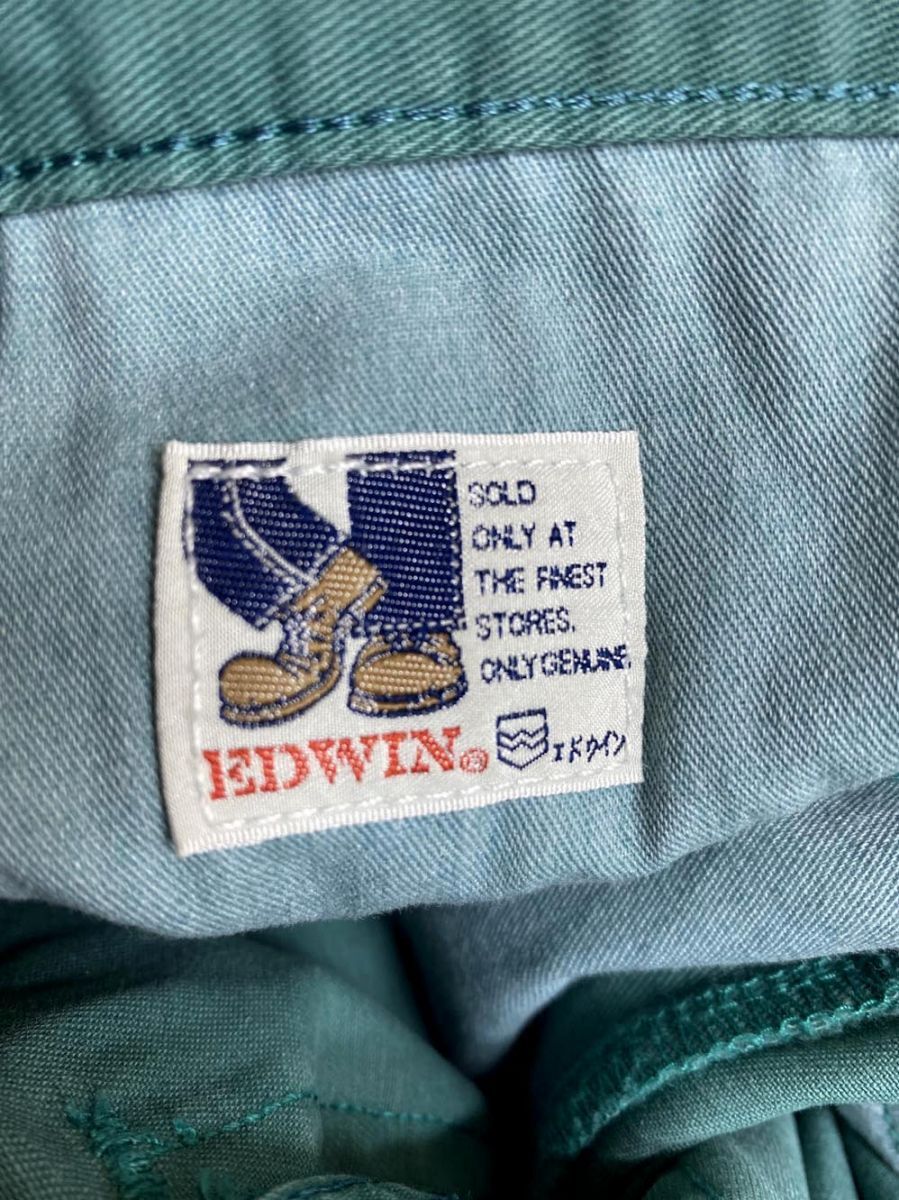 SOLD
ONLY AT
THE FINEST
STORES.
ONLY GENUINE.
EDWIN®
エドウイン